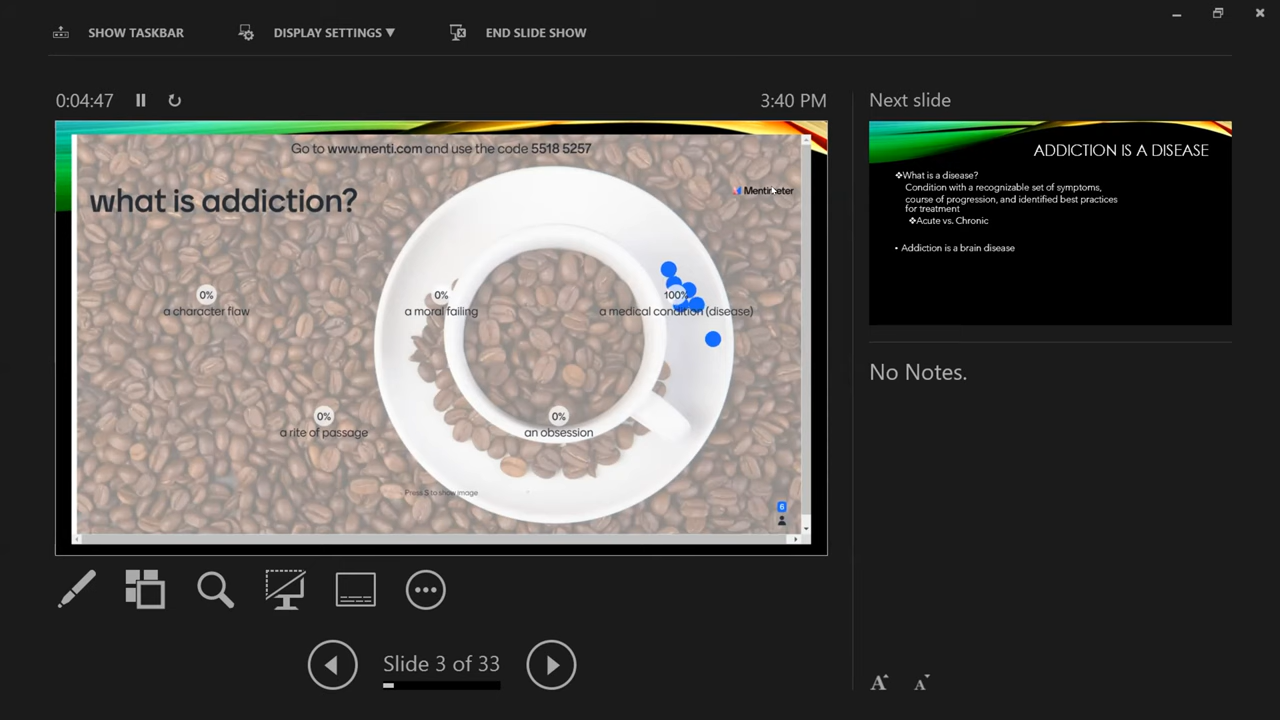 SHOW TASKBAR
DISPLAY SETTINGS ▼
END SLIDE SHOW
0:04:47
3:40 PM
Go to www.menti.com and use the code 5518 5257
Mentimeter
what is addiction?
0%
a character flaw
0%
a moral failing
100%
a medical condition (disease)
0%
a rite of passage
0%
an obsession
Press S to show image
6
Slide 3 of 33
Next slide
ADDICTION IS A DISEASE
❖What is a disease?
Condition with a recognizable set of symptoms,
course of progression, and identified best practices
for treatment
❖Acute vs. Chronic
• Addiction is a brain disease
No Notes.
A A